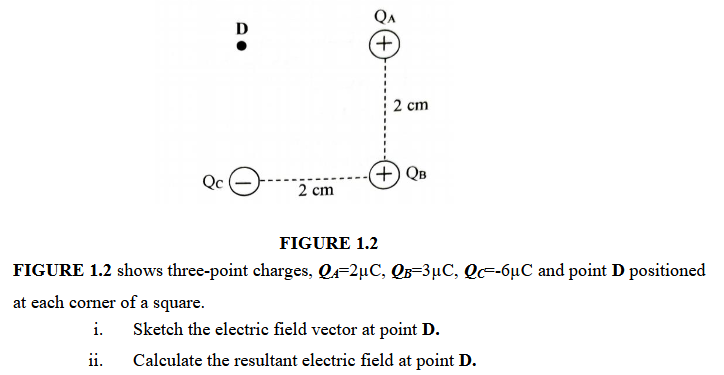 D
QA
+
2 cm
QC
−
+
QB
2 cm
FIGURE 1.2
FIGURE 1.2 shows three-point charges, QA=2μC, QB=3μC, QC=-6μC and point D positioned
at each corner of a square.
i. Sketch the electric field vector at point D.
ii. Calculate the resultant electric field at point D.